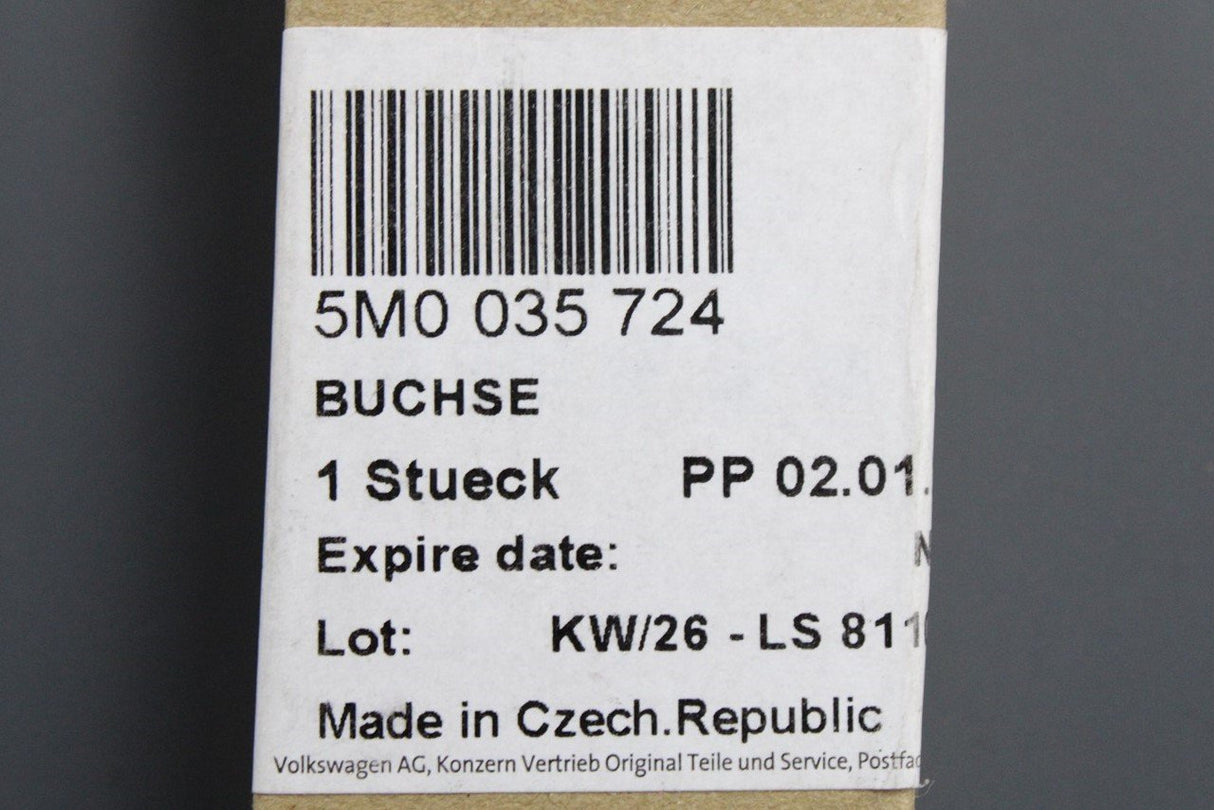 5M0 035 724
BUCHSE
1 Stueck PP 02.01.
Expire date:
Lot: KW/26 - LS 811
Made in Czech.Republic
Volkswagen AG, Konzern Vertrieb Original Teile und Service,